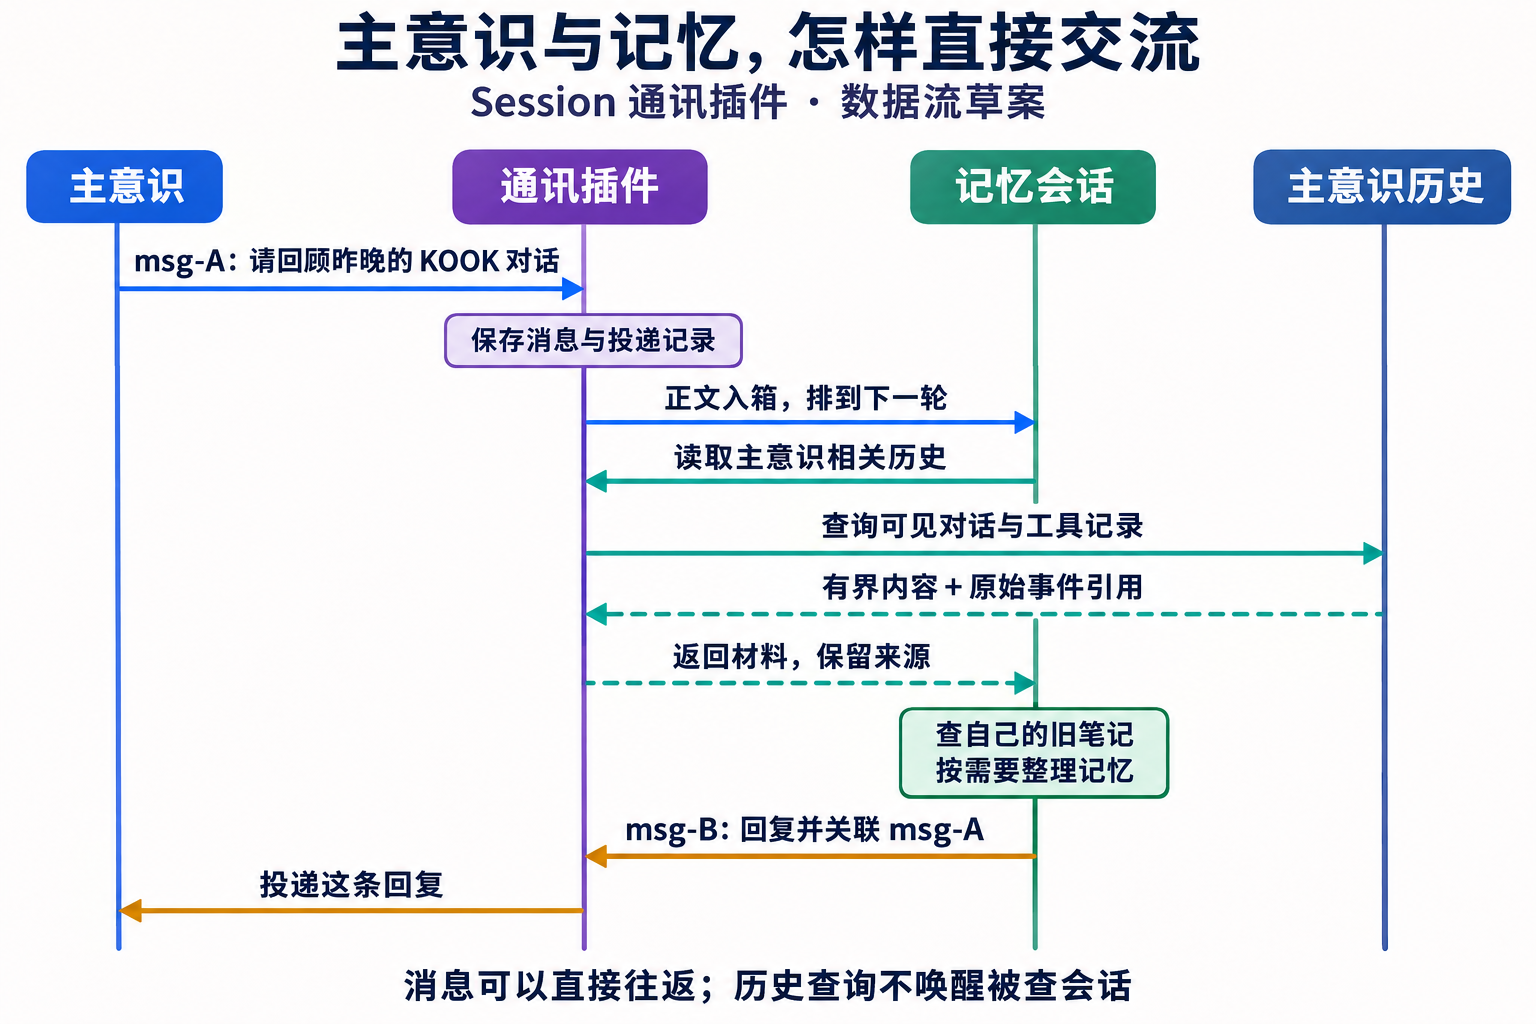 主意识与记忆，怎样直接交流
Session 通讯插件 · 数据流草案
主意识
通讯插件
记忆会话
主意识历史
msg-A：请回顾昨晚的 KOOK 对话
保存消息与投递记录
正文入箱，排到下一轮
读取主意识相关历史
查询可见对话与工具记录
有界内容 + 原始事件引用
返回材料，保留来源
查自己的旧笔记
按需要整理记忆
msg-B：回复并关联 msg-A
投递这条回复
消息可以直接往返；历史查询不唤醒被查会话